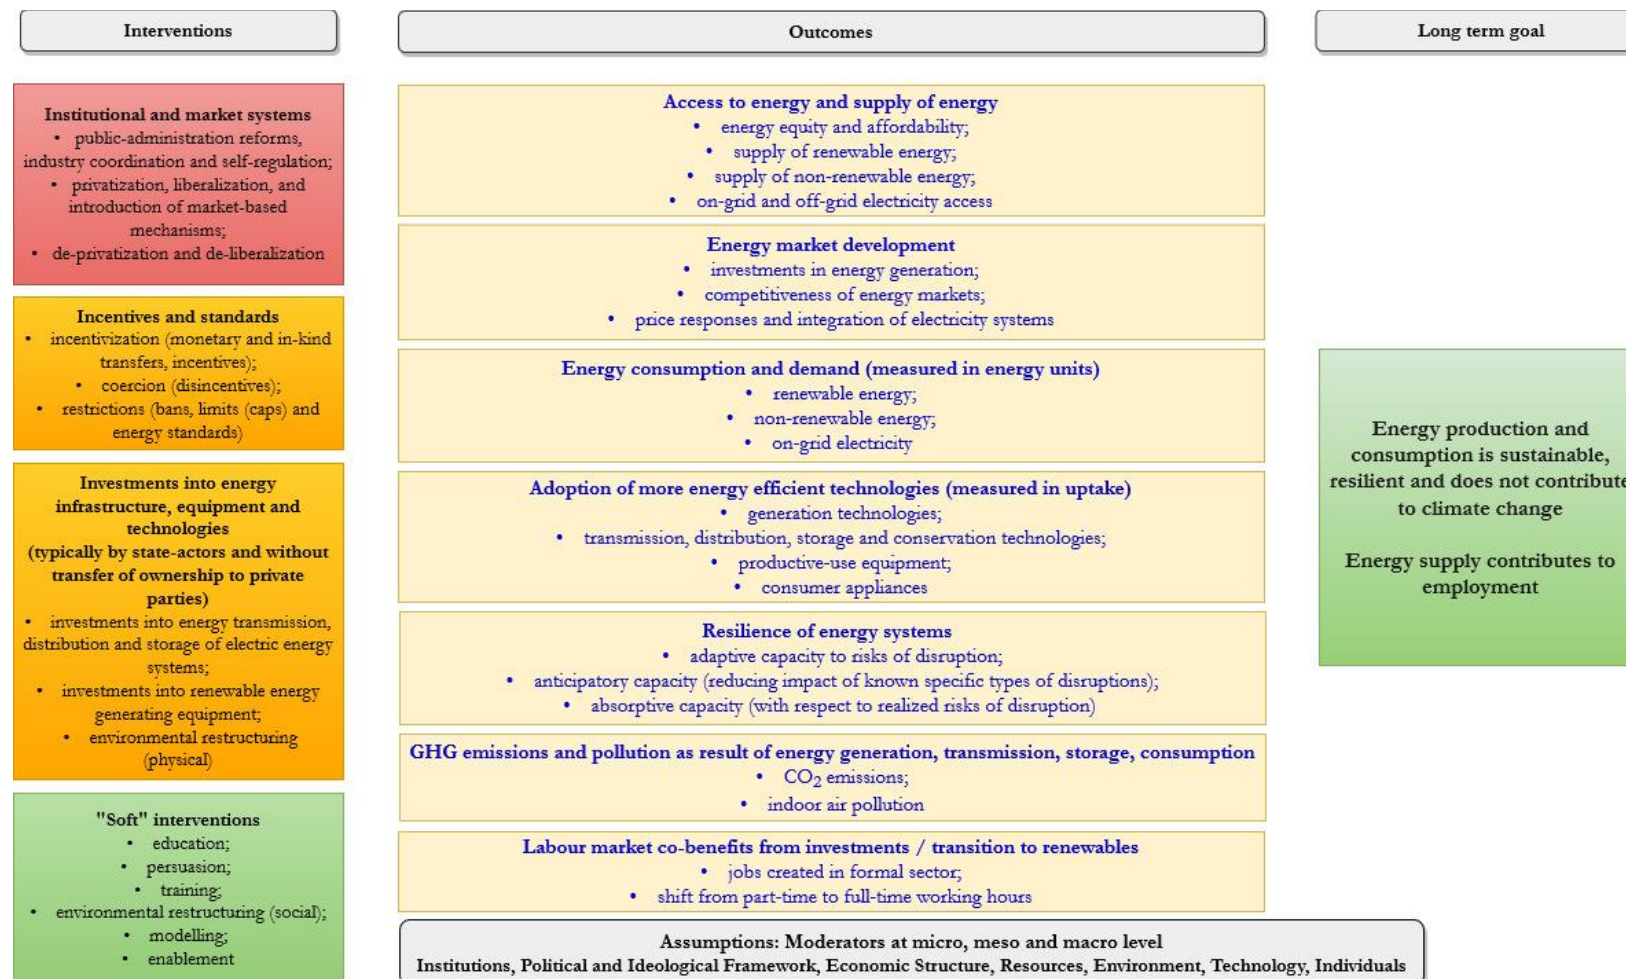 Interventions
Outcomes
Long term goal
Institutional and market systems
• public-administration reforms,
industry coordination and self-regulation;
• privatization, liberalization, and
introduction of market-based
mechanisms;
• de-privatization and de-liberalization
Incentives and standards
• incentivization (monetary and in-kind
transfers, incentives);
• coercion (disincentives);
• restrictions (bans, limits (caps) and
energy standards)
Investments into energy
infrastructure, equipment and
technologies
(typically by state-actors and without
transfer of ownership to private
parties)
• investments into energy transmission,
distribution and storage of electric energy
systems;
• investments into renewable energy
generating equipment;
• environmental restructuring
(physical)
"Soft" interventions
• education;
• persuasion;
• training;
• environmental restructuring (social);
• modelling;
• enablement
Access to energy and supply of energy
• energy equity and affordability;
• supply of renewable energy;
• supply of non-renewable energy;
• on-grid and off-grid electricity access
Energy market development
• investments in energy generation;
• competitiveness of energy markets;
• price responses and integration of electricity systems
Energy consumption and demand (measured in energy units)
• renewable energy;
• non-renewable energy;
• on-grid electricity
Adoption of more energy efficient technologies (measured in uptake)
• generation technologies;
• transmission, distribution, storage and conservation technologies;
• productive-use equipment;
• consumer appliances
Resilience of energy systems
• adaptive capacity to risks of disruption;
• anticipatory capacity (reducing impact of known specific types of disruptions);
• absorptive capacity (with respect to realized risks of disruption)
GHG emissions and pollution as result of energy generation, transmission, storage, consumption
• CO₂ emissions;
• indoor air pollution
Labour market co-benefits from investments / transition to renewables
• jobs created in formal sector;
• shift from part-time to full-time working hours
Assumptions: Moderators at micro, meso and macro level
Institutions, Political and Ideological Framework, Economic Structure, Resources, Environment, Technology, Individuals
Energy production and
consumption is sustainable,
resilient and does not contribute
to climate change
Energy supply contributes to
employment